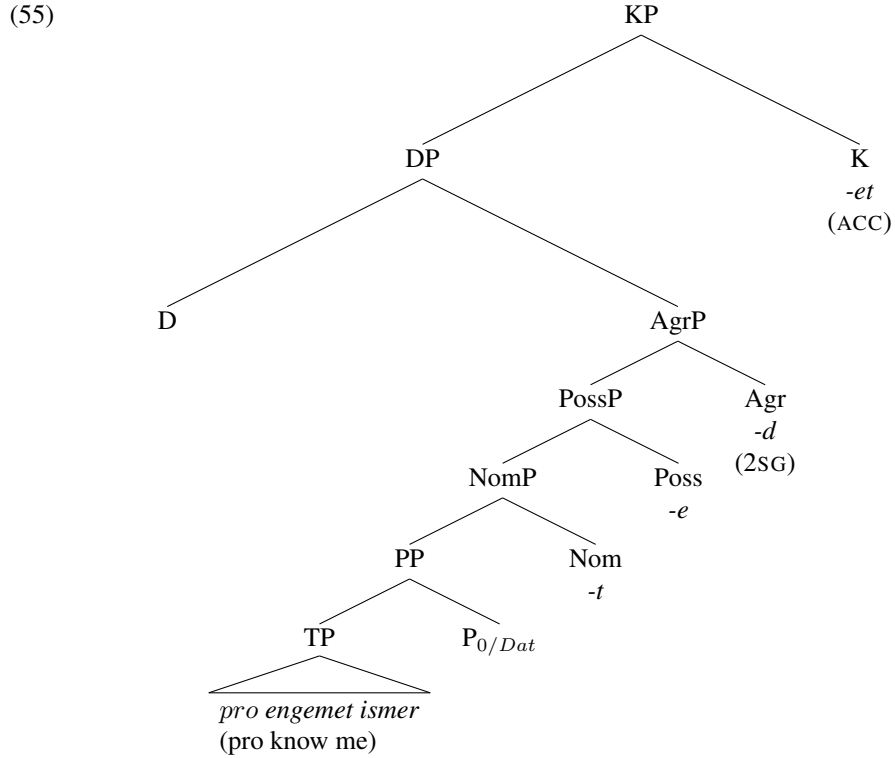 (55) KP
DP K
-et
(ACC)
D AgrP
PossP Agr
-d
(2SG)
NomP Poss
-e
PP Nom
-t
TP P0/Dat
pro engemet ismer
(pro know me)